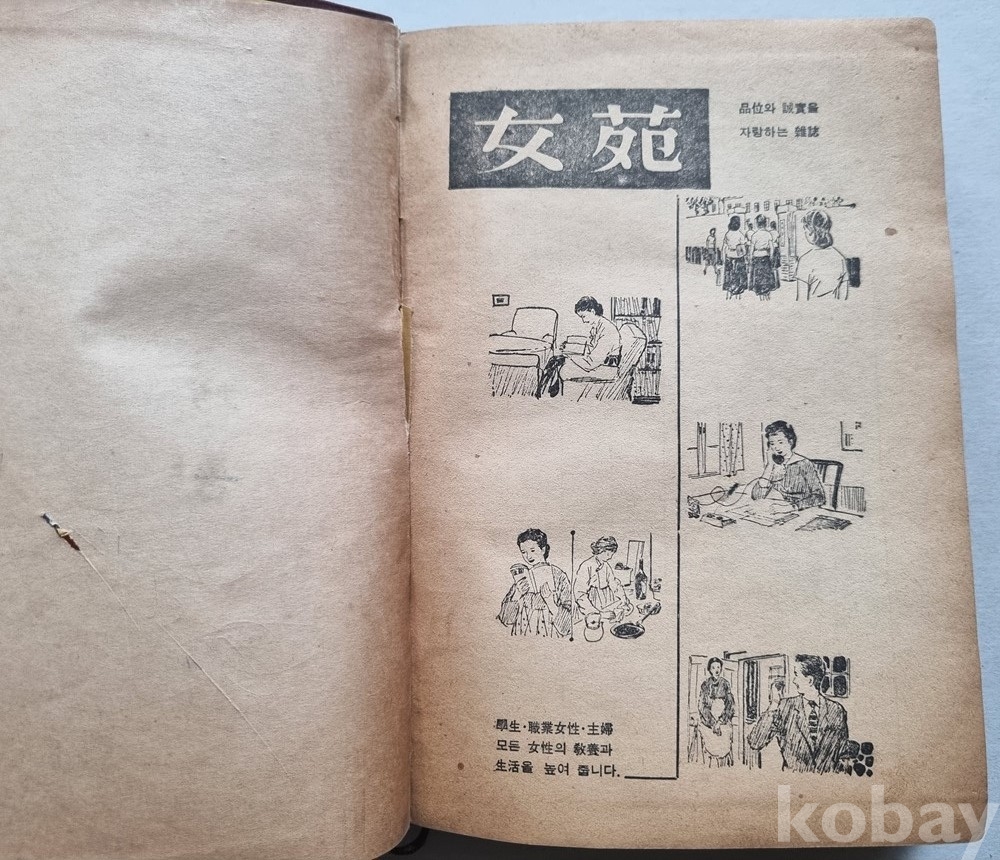 女苑
品位와 誠實을
자랑하는 雜誌
學生·職業女性·主婦
모든 女性의 敎養과
生活을 높여 줍니다.
kobay